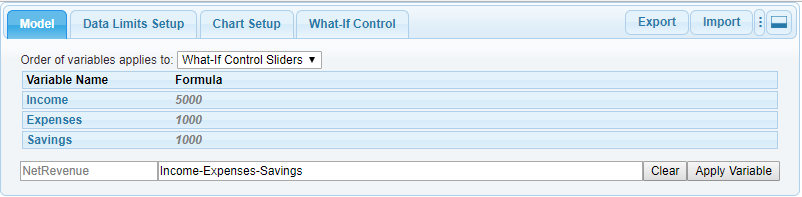 Model Data Limits Setup Chart Setup What-If Control Export Import
Order of variables applies to: What-If Control Sliders
Variable Name Formula
Income 5000
Expenses 1000
Savings 1000
NetRevenue Income-Expenses-Savings Clear Apply Variable